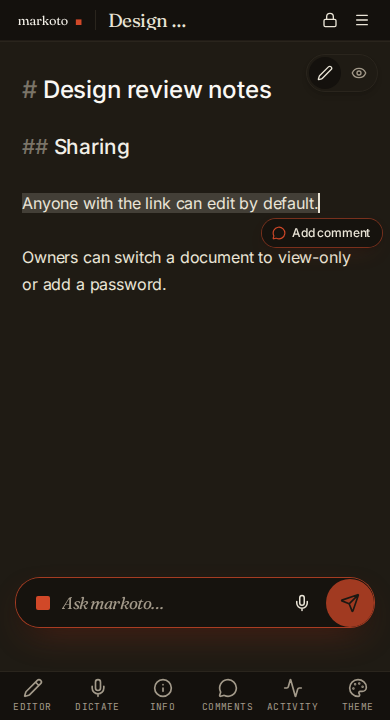 markoto
Design ...
# Design review notes
## Sharing
Anyone with the link can edit by default.
Add comment
Owners can switch a document to view-only
or add a password.
Ask markoto...
EDITOR
DICTATE
INFO
COMMENTS
ACTIVITY
THEME